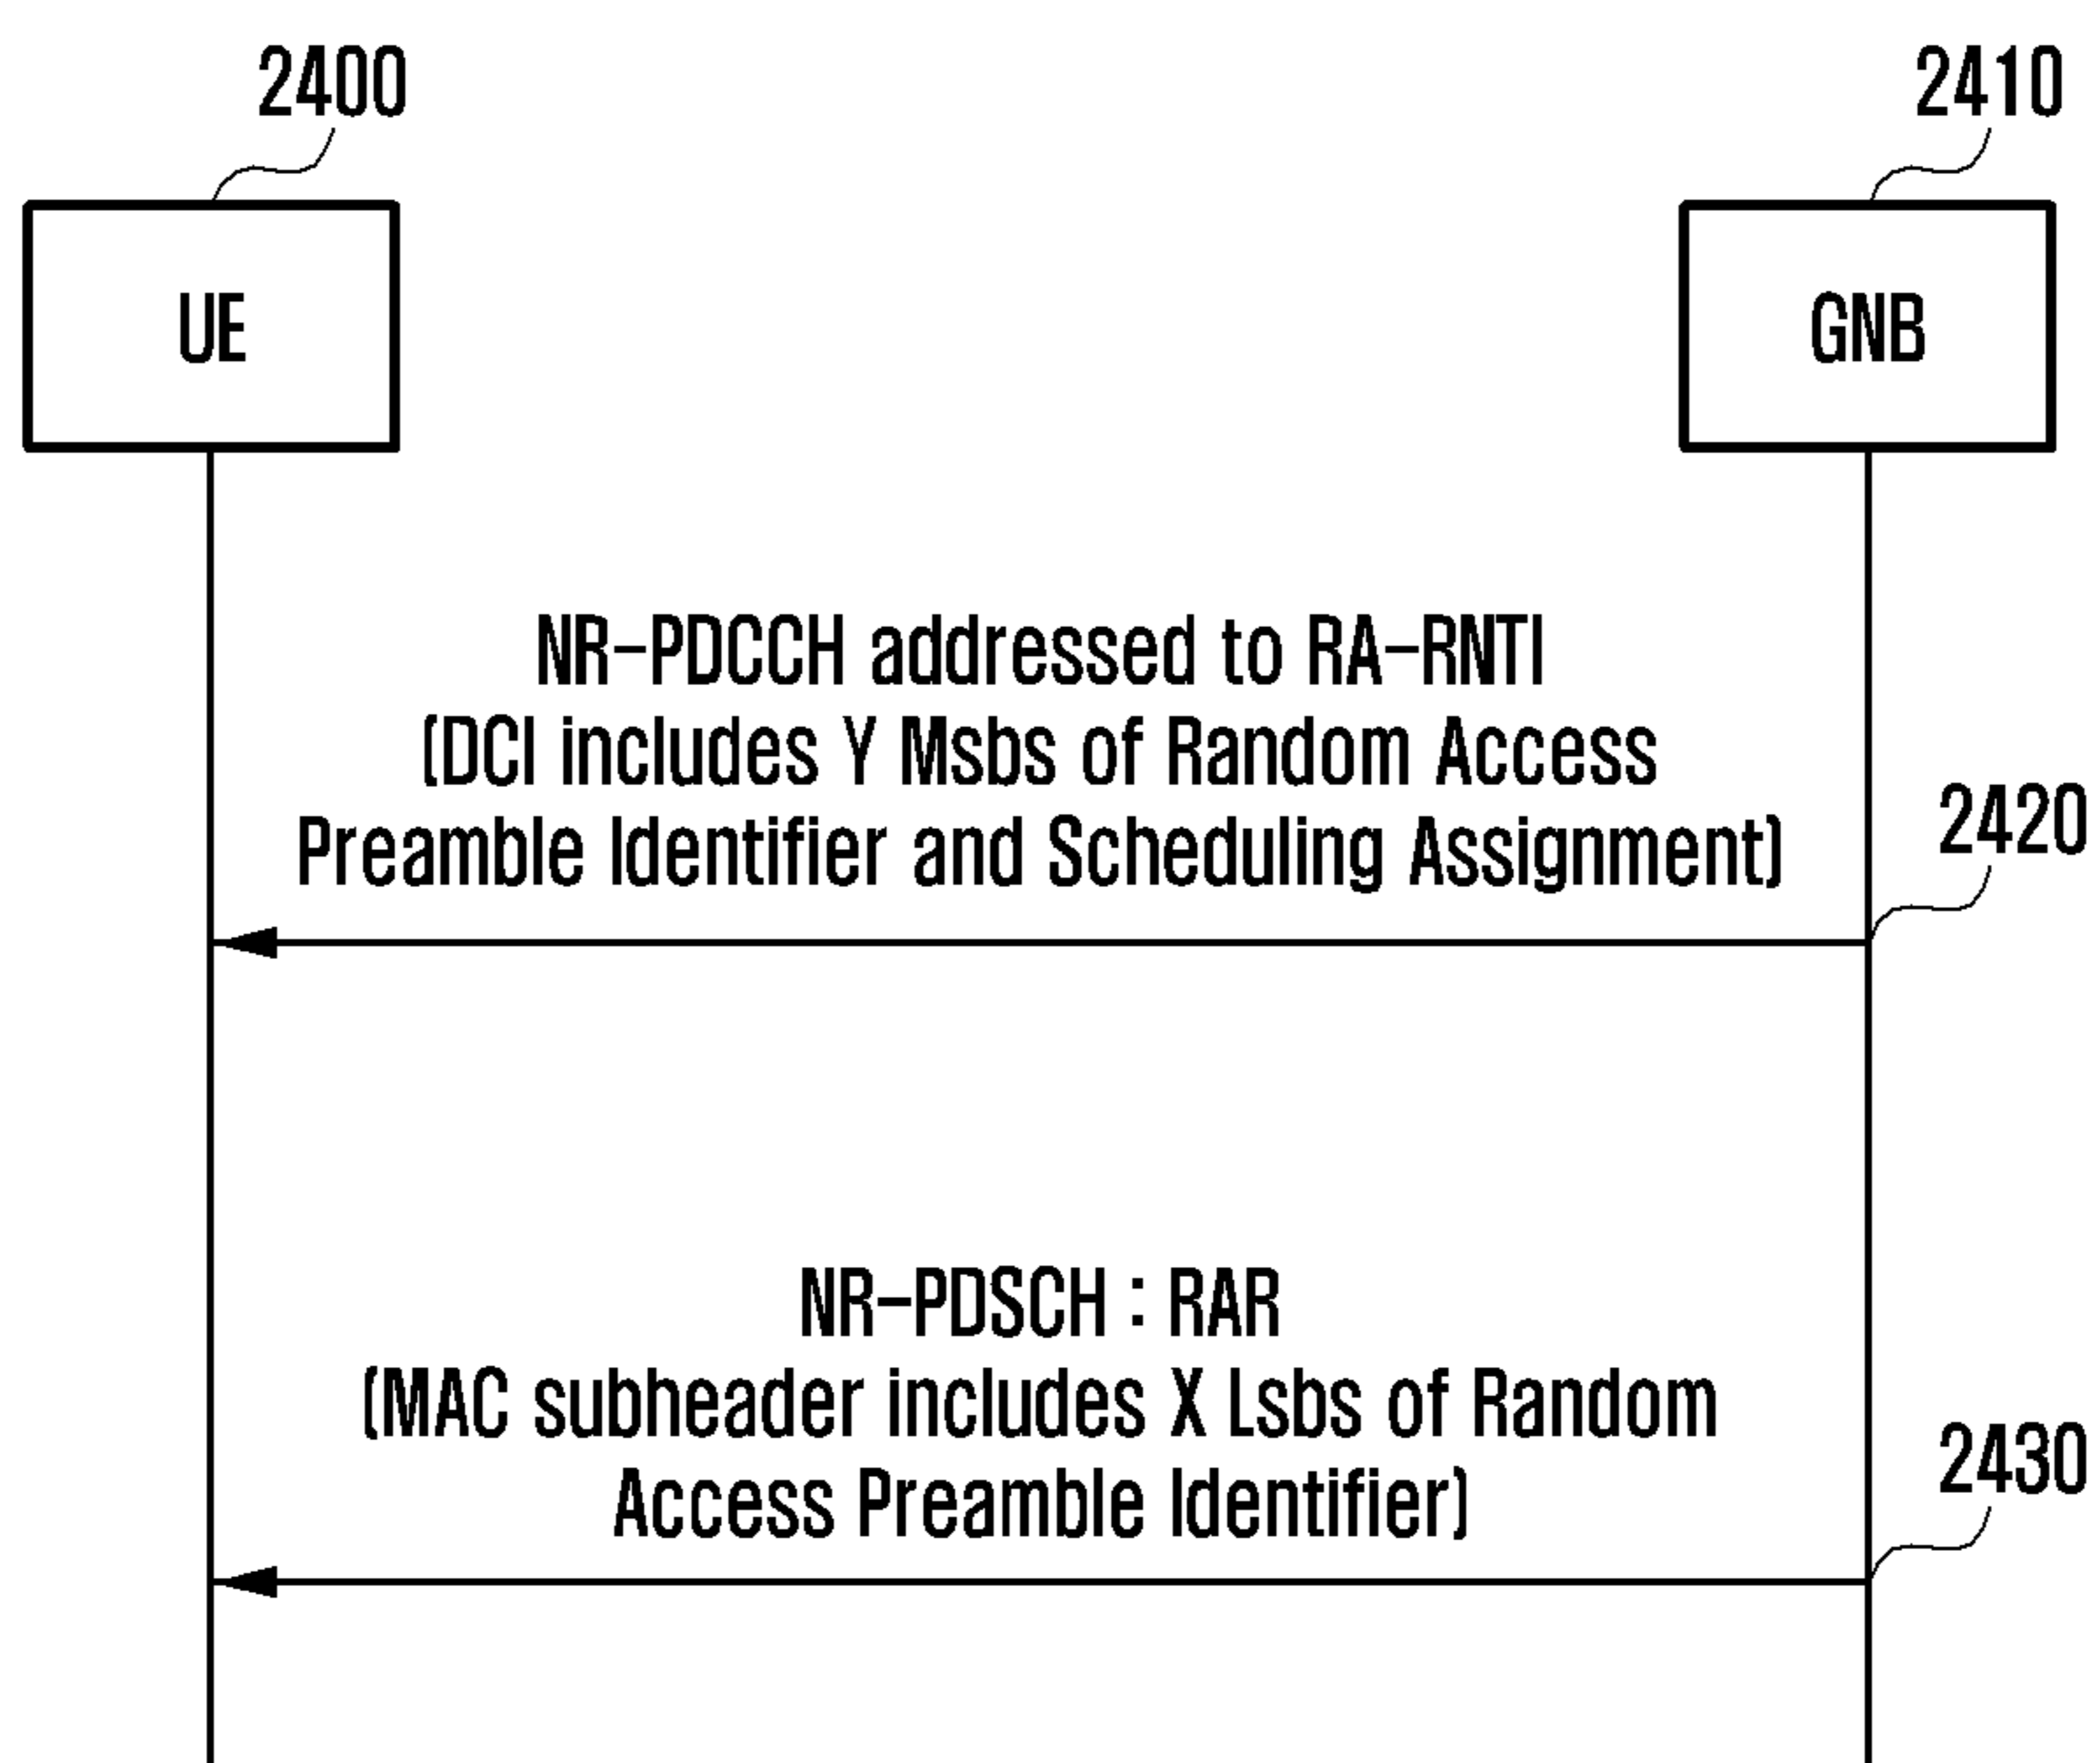 2400
2410
UE
GNB
NR-PDCCH addressed to RA-RNTI
(DCI includes Y Msbs of Random Access
Preamble Identifier and Scheduling Assignment)
2420
NR-PDSCH : RAR
(MAC subheader includes X Lsbs of Random
Access Preamble Identifier)
2430